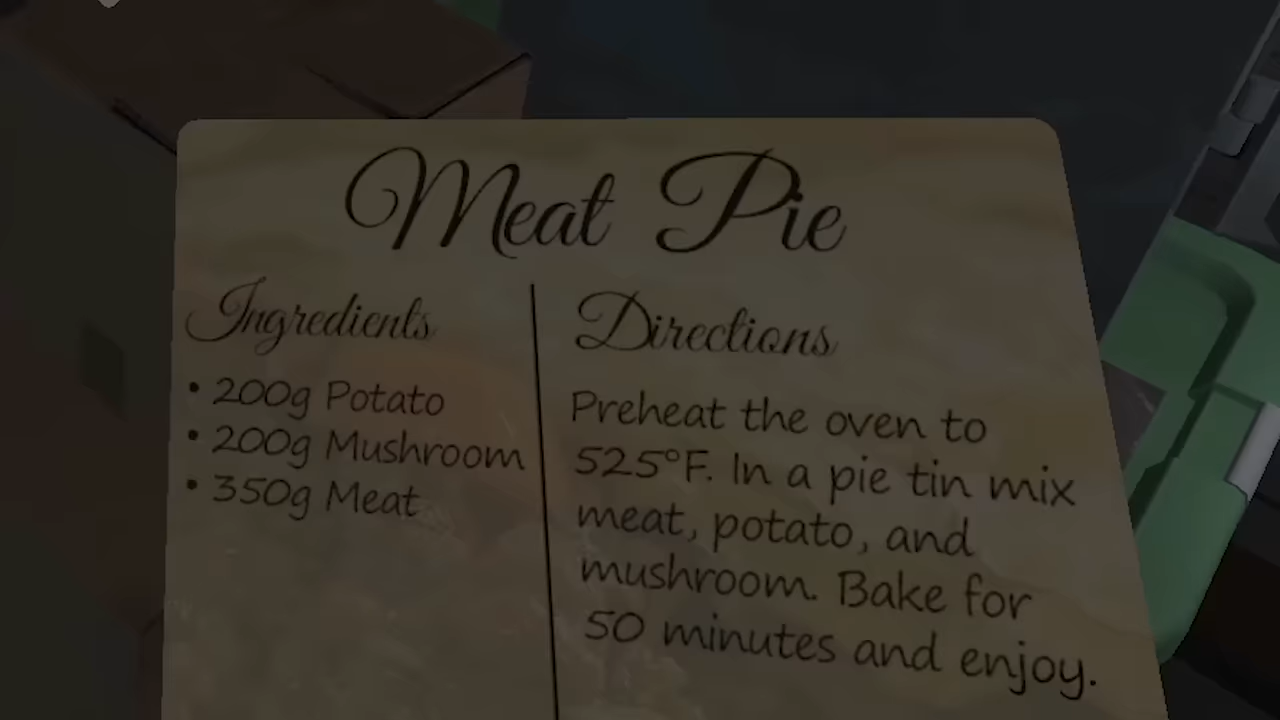 Meat Pie
Ingredients
• 200g Potato
• 200g Mushroom
• 350g Meat
Directions
Preheat the oven to
525°F. In a pie tin mix
meat, potato, and
mushroom. Bake for
50 minutes and enjoy.